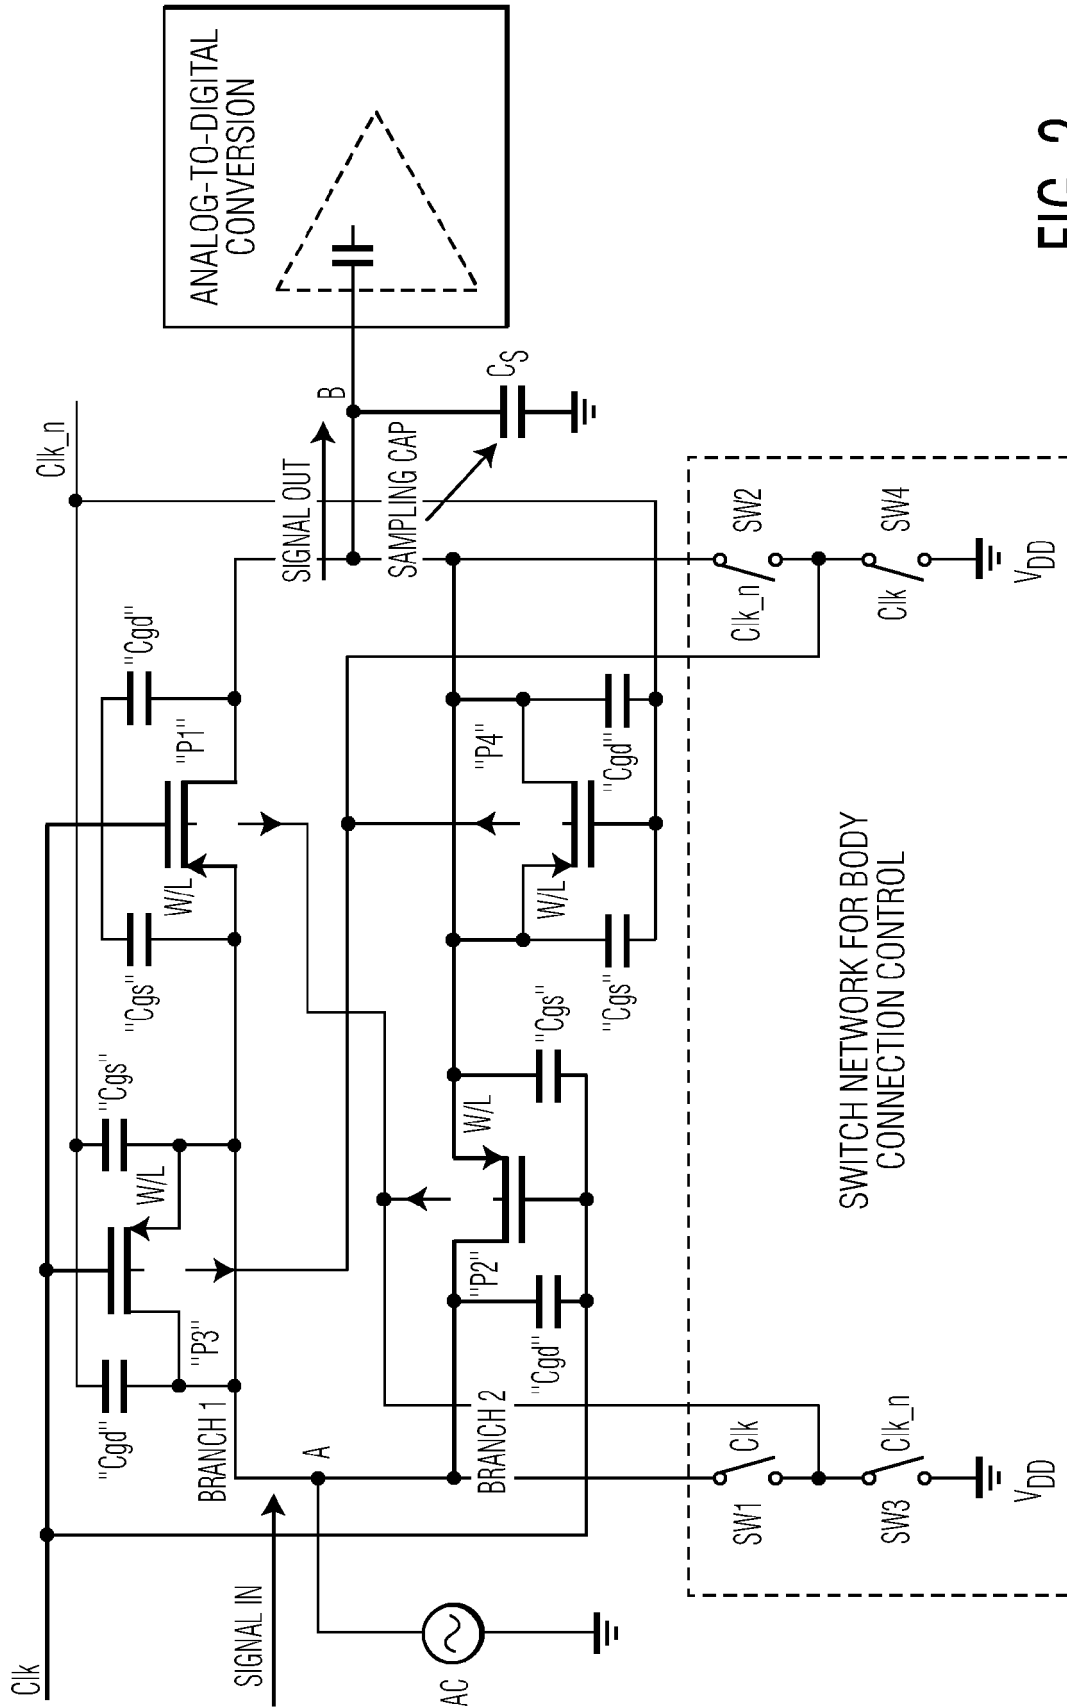 Clk
Clk_n
SIGNAL IN
AC
A
BRANCH 1
BRANCH 2
"Cgd"
"P3"
W/L
"Cgs"
"Cgs"
W/L
"P1"
"Cgd"
"Cgd"
"P2"
W/L
"Cgs"
"Cgs"
W/L
"P4"
"Cgd"
SIGNAL OUT
SAMPLING CAP
B
CS
ANALOG-TO-DIGITAL
CONVERSION
SW1
Clk
SW3
Clk_n
VDD
SWITCH NETWORK FOR BODY
CONNECTION CONTROL
Clk_n
SW2
Clk
SW4
VDD